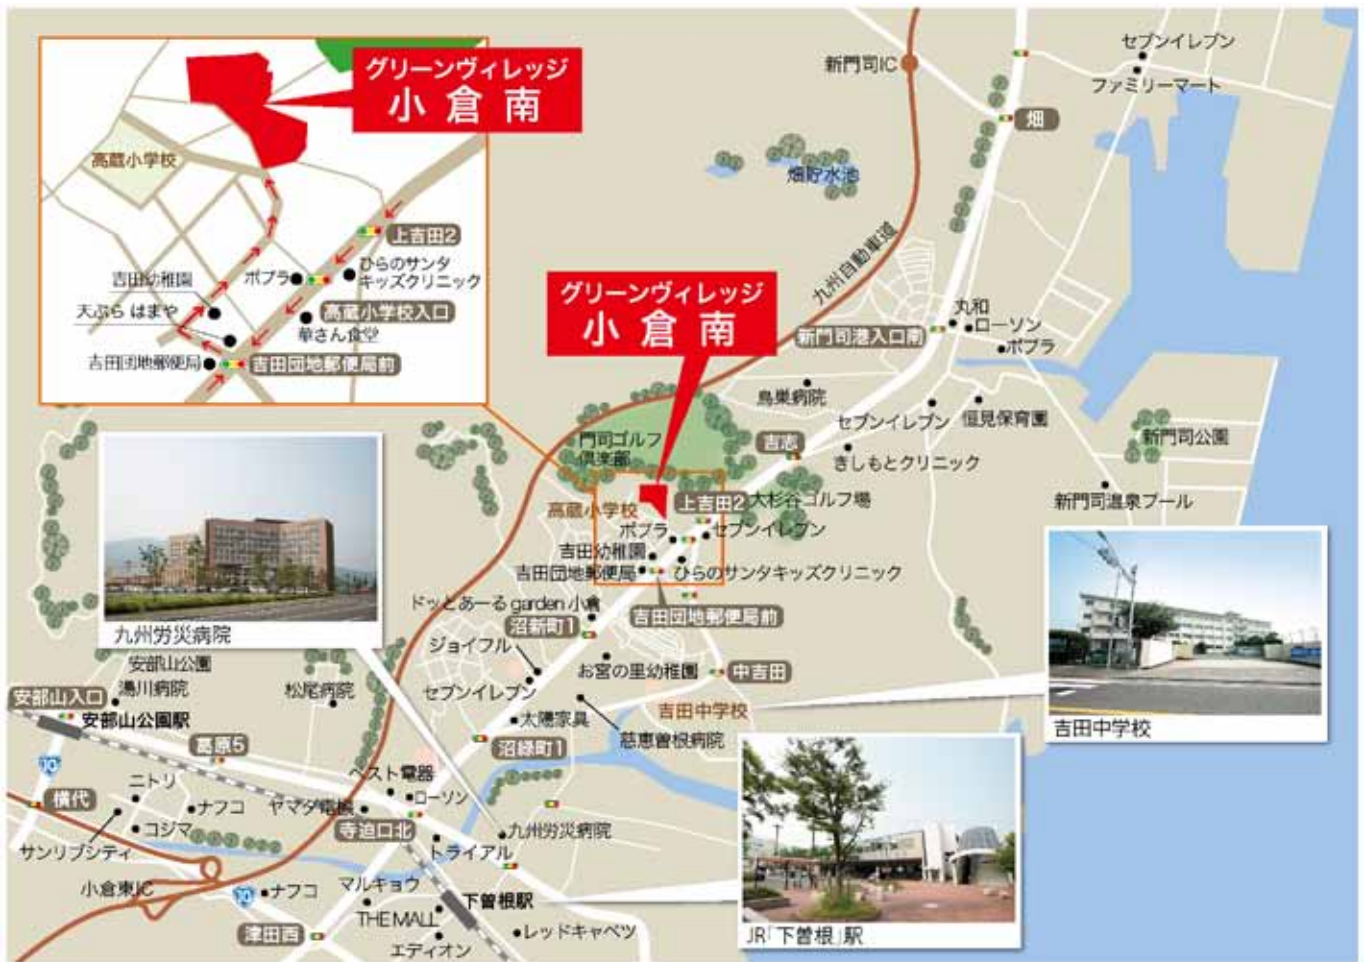 グリーンヴィレッジ
小倉南
高蔵小学校
上吉田2
吉田幼稚園
ポプラ
ひらのサンタ
キッズクリニック
天ぷら はまや
高蔵小学校入口
華さん食堂
吉田団地郵便局
吉田団地郵便局前
セブンイレブン
新門司IC
ファミリーマート
畑
畑貯水池
九州自動車道
グリーンヴィレッジ
小倉南
丸和
新門司港入口南
ローソン
ポプラ
鳥巣病院
セブンイレブン
恒見保育園
門司ゴルフ
倶楽部
吉志
きしもとクリニック
新門司公園
高蔵小学校
上吉田2
大杉谷ゴルフ場
新門司温泉プール
ポプラ
セブンイレブン
吉田幼稚園
吉田団地郵便局
ひらのサンタキッズクリニック
ドッとあーる garden 小倉
沼新町1
吉田団地郵便局前
九州労災病院
ジョイフル
安部山公園
お宮の里幼稚園
中吉田
湯川病院
松尾病院
セブンイレブン
安部山入口
安部山公園駅
太陽家具
吉田中学校
吉田中学校
葛原5
沼緑町1
慈恵曽根病院
10
ベスト電器
ニトリ
ローソン
横代
ナフコ
ヤマダ電機
コジマ
寺迫口北
九州労災病院
サンリブシティ
トライアル
小倉東IC
10
ナフコ
マルキョウ
下曽根駅
THE MALL
津田西
レッドキャベツ
エディオン
JR「下曽根」駅